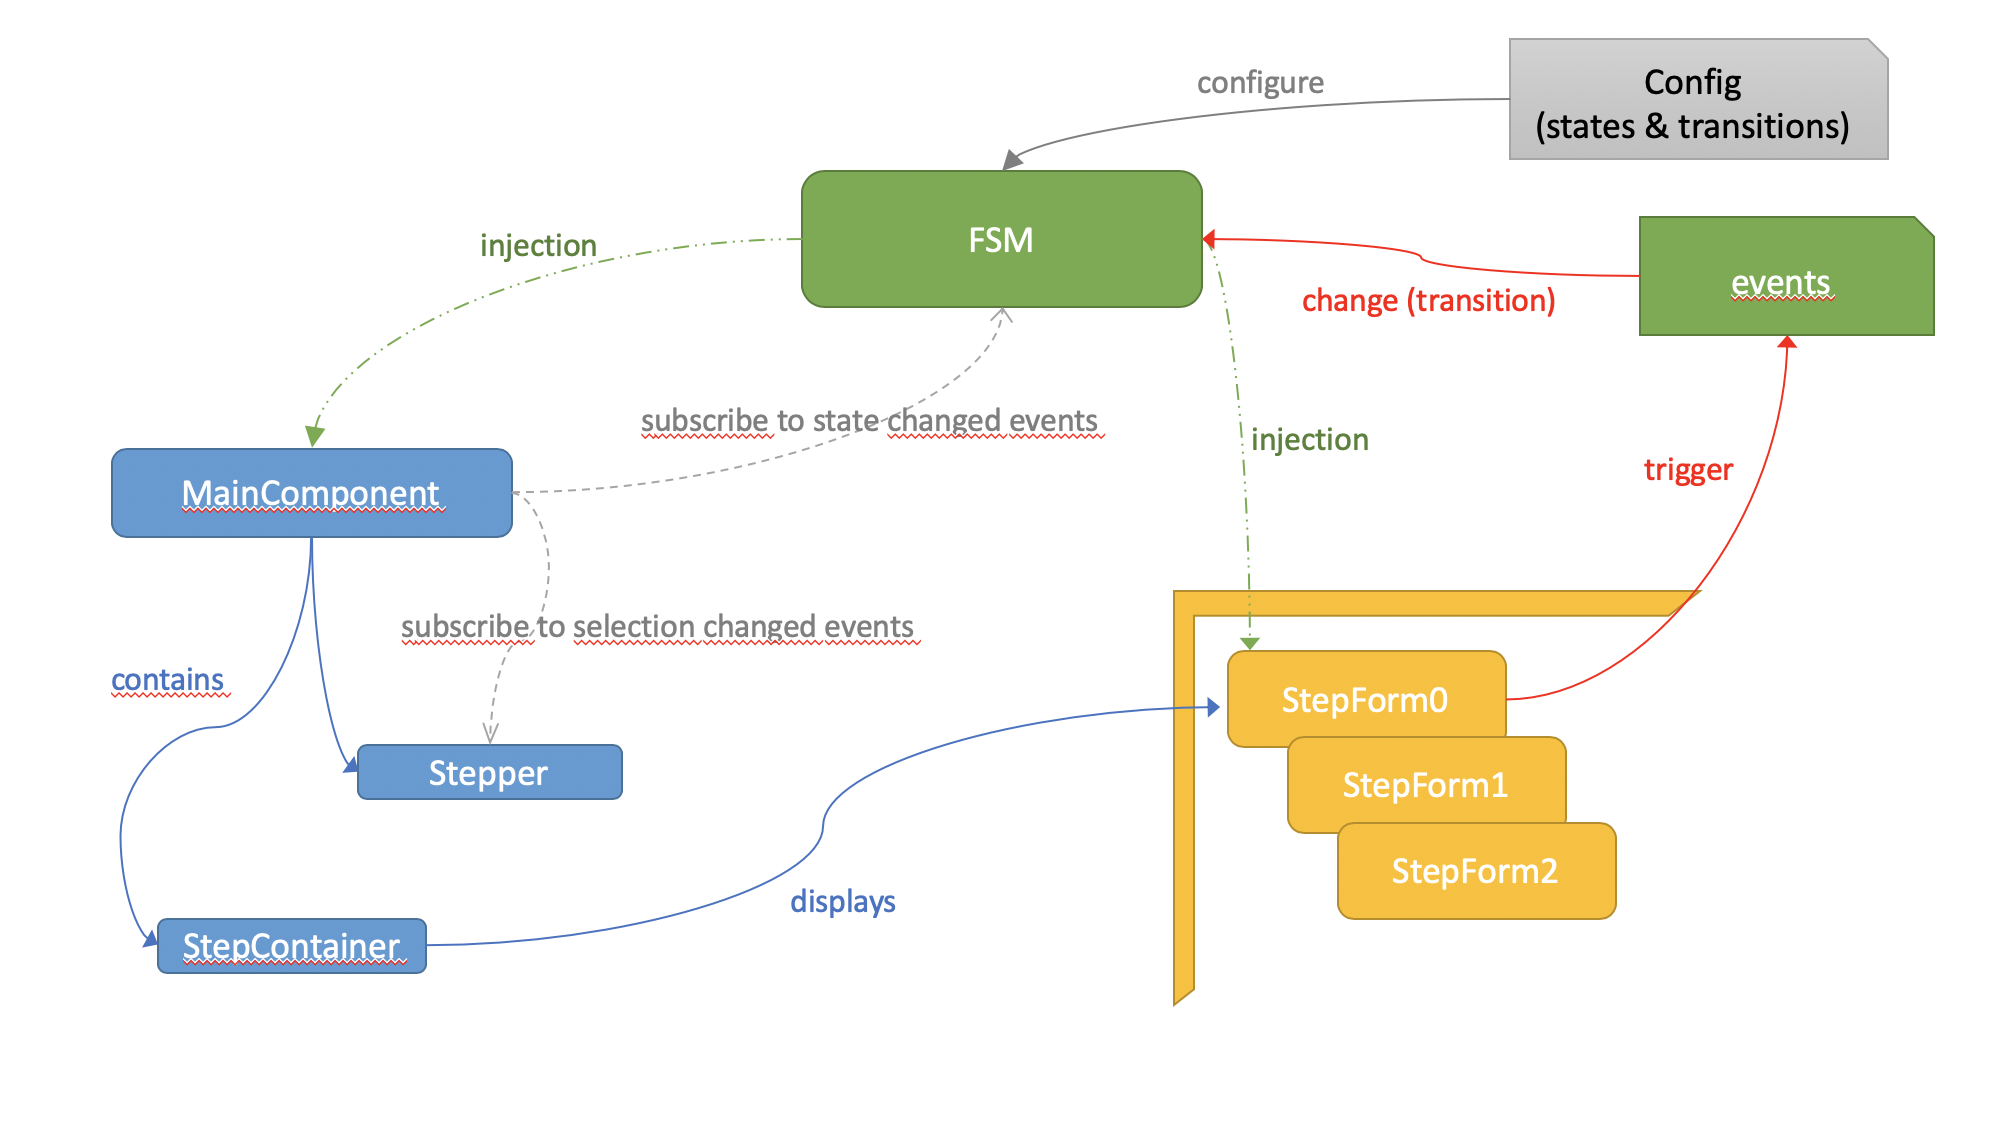 configure
Config
(states & transitions)
injection
FSM
events
change (transition)
subscribe to state changed events
injection
trigger
MainComponent
subscribe to selection changed events
contains
StepForm0
Stepper
StepForm1
StepForm2
displays
StepContainer